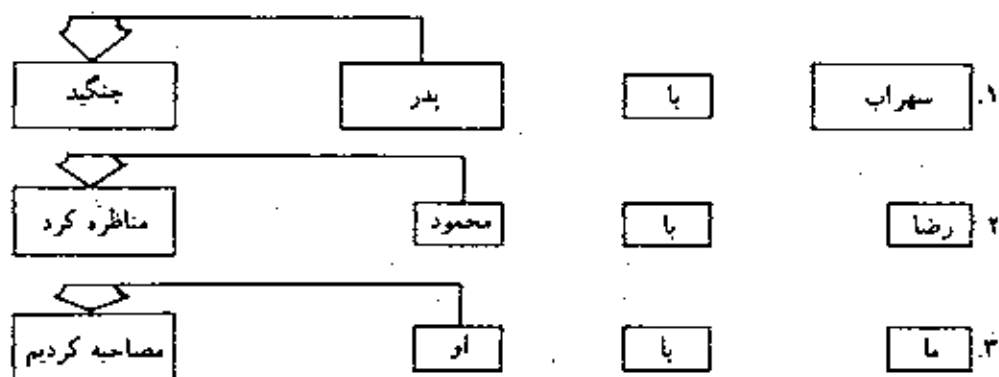 ۱. سهراب با پدر جنگید
۲ رضا با محمود مناظره کرد
۳. ما با او مصاحبه کردیم